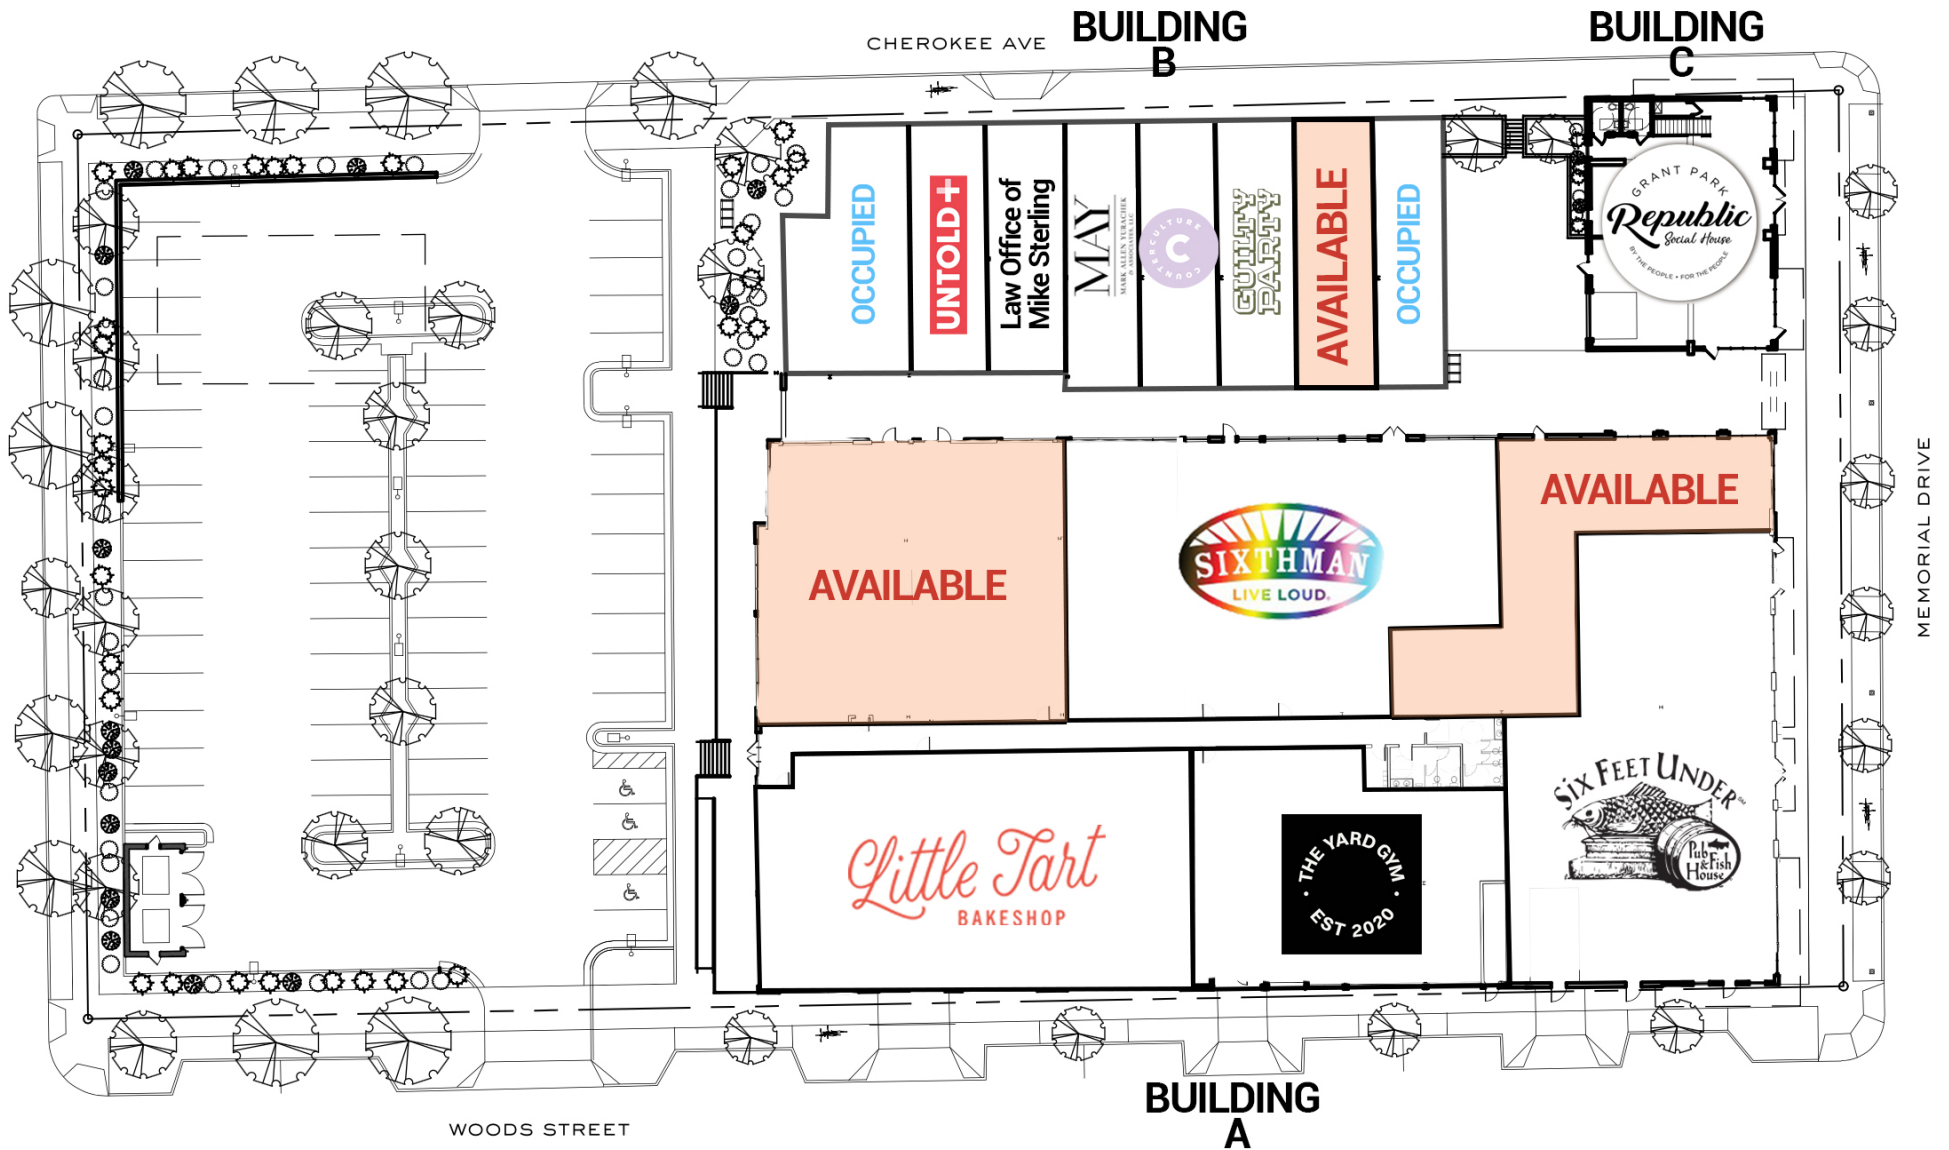 CHEROKEE AVE
BUILDING
B
BUILDING
C
OCCUPIED
UNTOLD+
Law Office of
Mike Sterling
MAY
MARK ALLEN YURACHEK
& ASSOCIATES, LLC
COUNTERCULTURE
C
GUILTY
PARTY
AVAILABLE
OCCUPIED
GRANT PARK
Republic
Social House
BY THE PEOPLE • FOR THE PEOPLE
AVAILABLE
SIXTHMAN
LIVE LOUD.
AVAILABLE
MEMORIAL DRIVE
Little Tart
BAKESHOP
THE YARD GYM
EST 2020
SIX FEET UNDER
Pub
& Fish
House
BUILDING
A
WOODS STREET